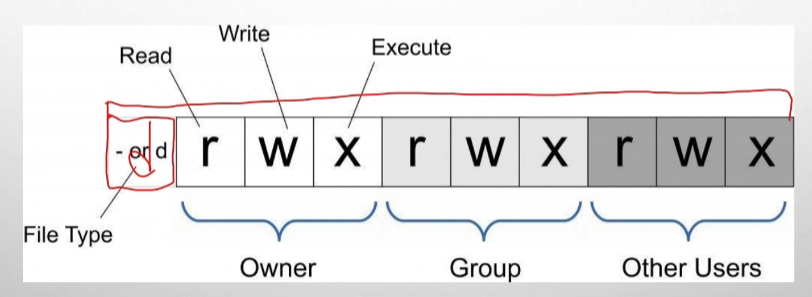 Write
Read
Execute
- or d r w x r w x r w x
File Type
Owner Group Other Users